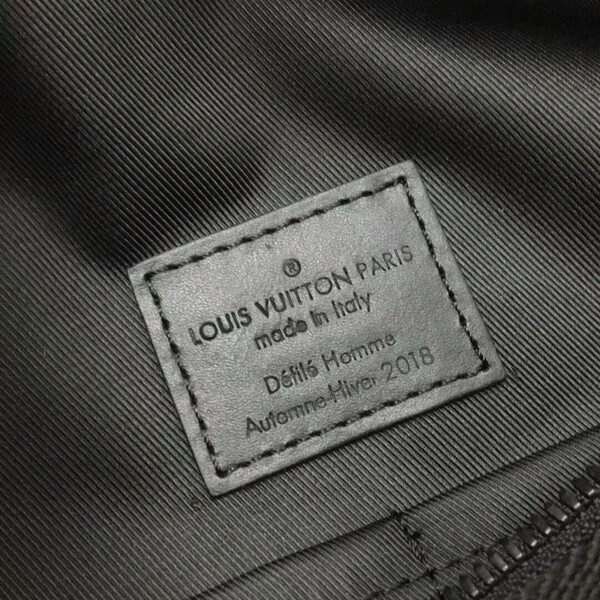 ®
LOUIS VUITTON PARIS
made in Italy
Défilé Homme
Automne-Hiver 2018